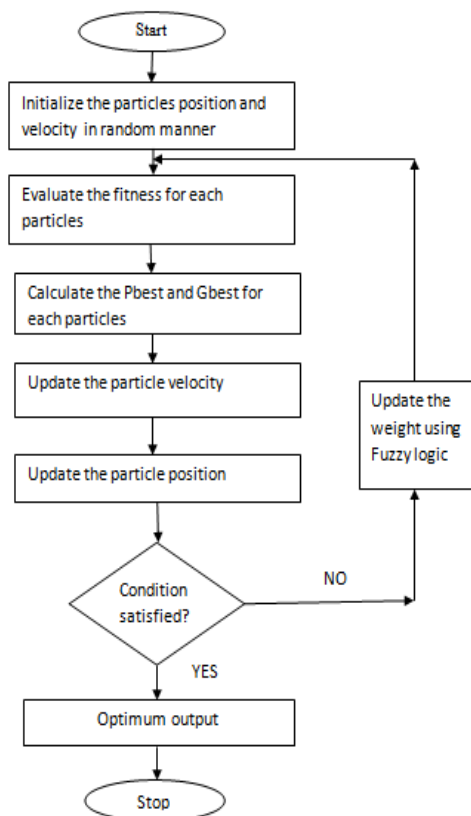 Start
Initialize the particles position and
velocity in random manner
Evaluate the fitness for each
particles
Calculate the Pbest and Gbest for
each particles
Update the particle velocity
Update the particle position
Condition
satisfied?
NO
Update the
weight using
Fuzzy logic
YES
Optimum output
Stop